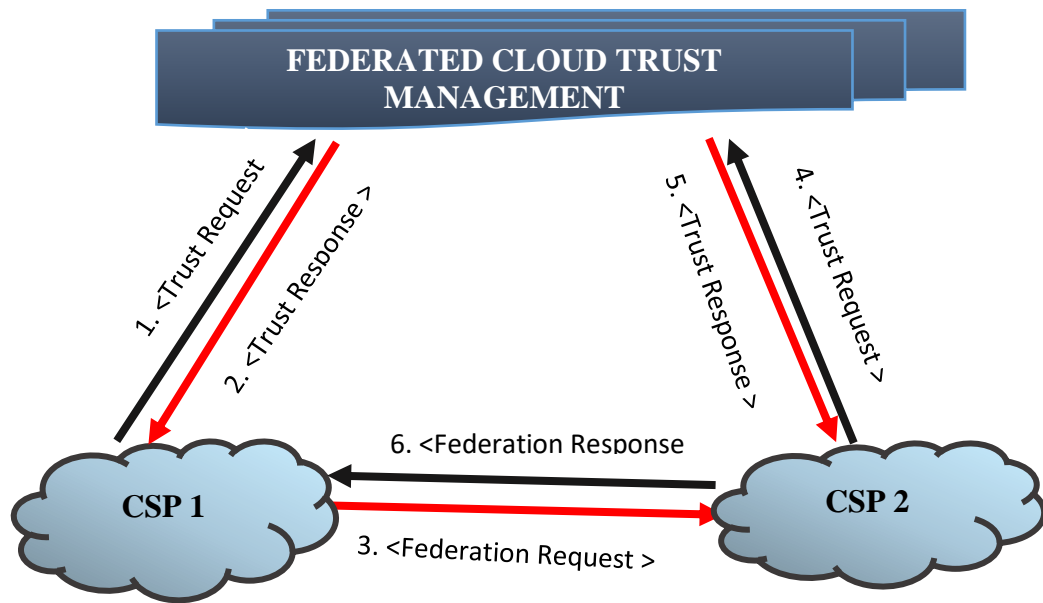 FEDERATED CLOUD TRUST
MANAGEMENT
1. <Trust Request
2. <Trust Response >
5. <Trust Response >
4. <Trust Request >
6. <Federation Response
CSP 1
CSP 2
3. <Federation Request >